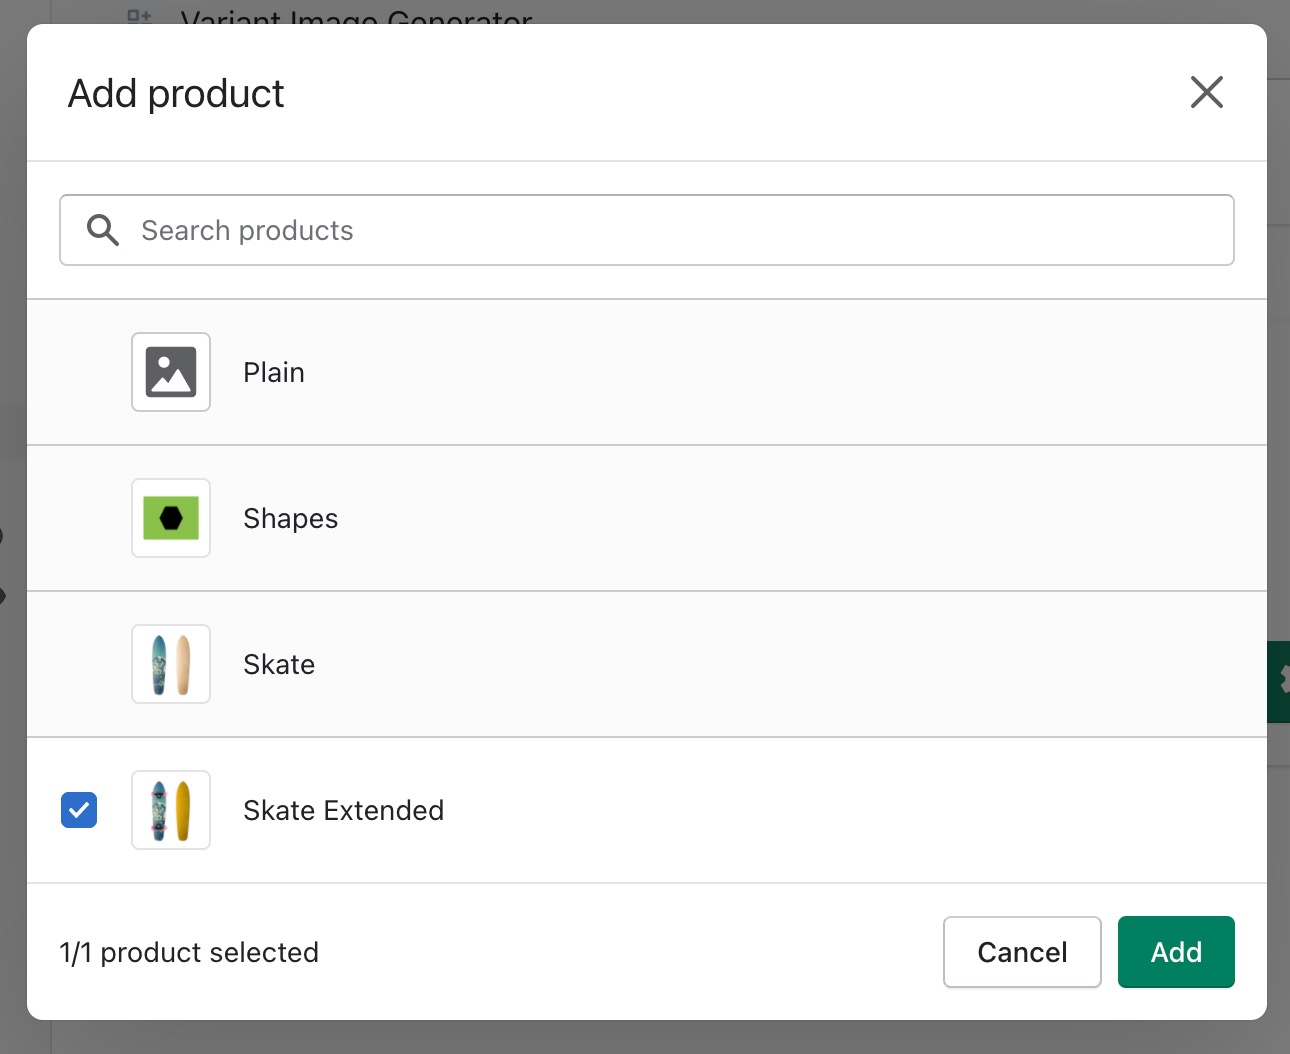 Variant Image Generator
Add product
Search products
Plain
Shapes
Skate
Skate Extended
1/1 product selected
Cancel
Add